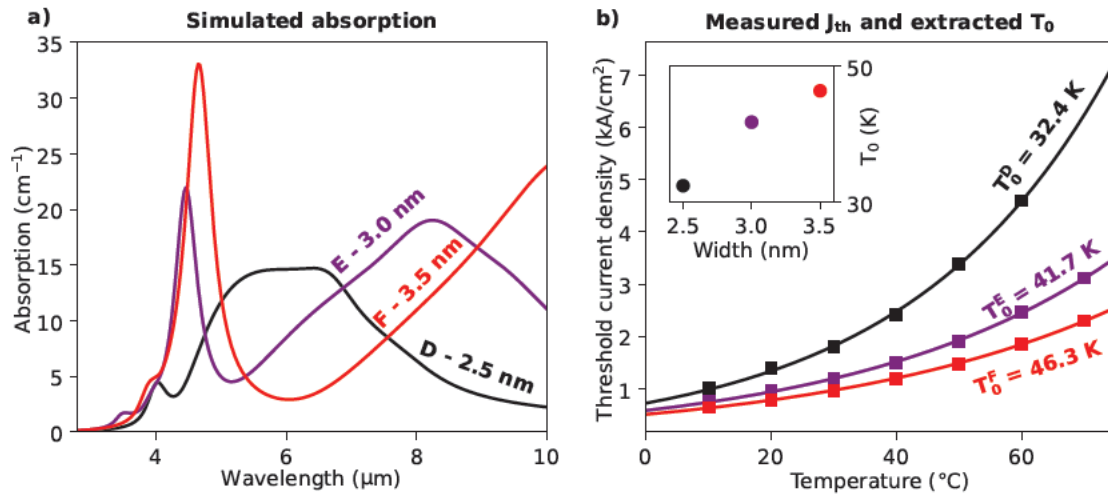 a) Simulated absorption
35
30
25
20
15
10
5
0
Absorption (cm⁻¹)
4 6 8 10
Wavelength (µm)
E - 3.0 nm
F - 3.5 nm
D - 2.5 nm
b) Measured Jth and extracted T0
7
6
5
4
3
2
1
Threshold current density (kA/cm²)
0 20 40 60
Temperature (°C)
50
30
T0 (K)
2.5 3.0 3.5
Width (nm)
T0^D = 32.4 K
T0^E = 41.7 K
T0^F = 46.3 K